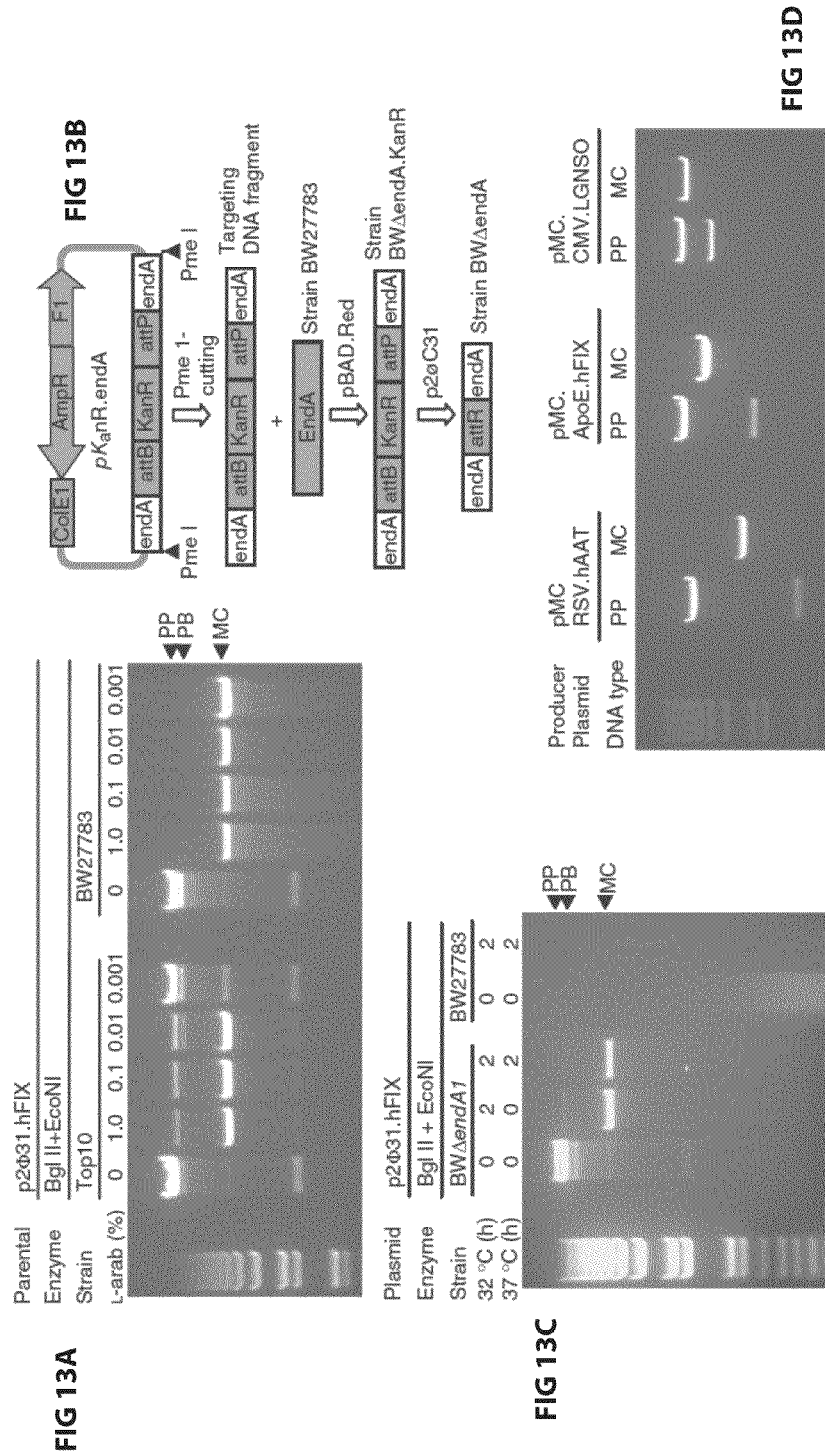 FIG 13A
Parental p2Φ31.hFIX
Enzyme Bgl II+EcoNI
Strain Top10 BW27783
L-arab (%) 0 1.0 0.1 0.01 0.001 0 1.0 0.1 0.01 0.001
PP
PB
MC
FIG 13B
ColE1 AmpR F1
pKanR.endA
endA attB KanR attP endA
Pme I Pme I
Pme 1-
cutting
Targeting
DNA fragment
endA attB KanR attP endA
+
EndA Strain BW27783
pBAD.Red
Strain
BWΔendA.KanR
endA attB KanR attP endA
p2øC31
endA attR endA Strain BWΔendA
FIG 13C
Plasmid p2Φ31.hFIX
Enzyme Bgl II + EcoNI
Strain BWΔendA1 BW27783
32 °C (h) 0 2 2 0 2
37 °C (h) 0 0 2 0 2
PP
PB
MC
FIG 13D
Producer pMC pMC. pMC.
Plasmid RSV.hAAT ApoE.hFIX CMV.LGNSO
DNA type PP MC PP MC PP MC